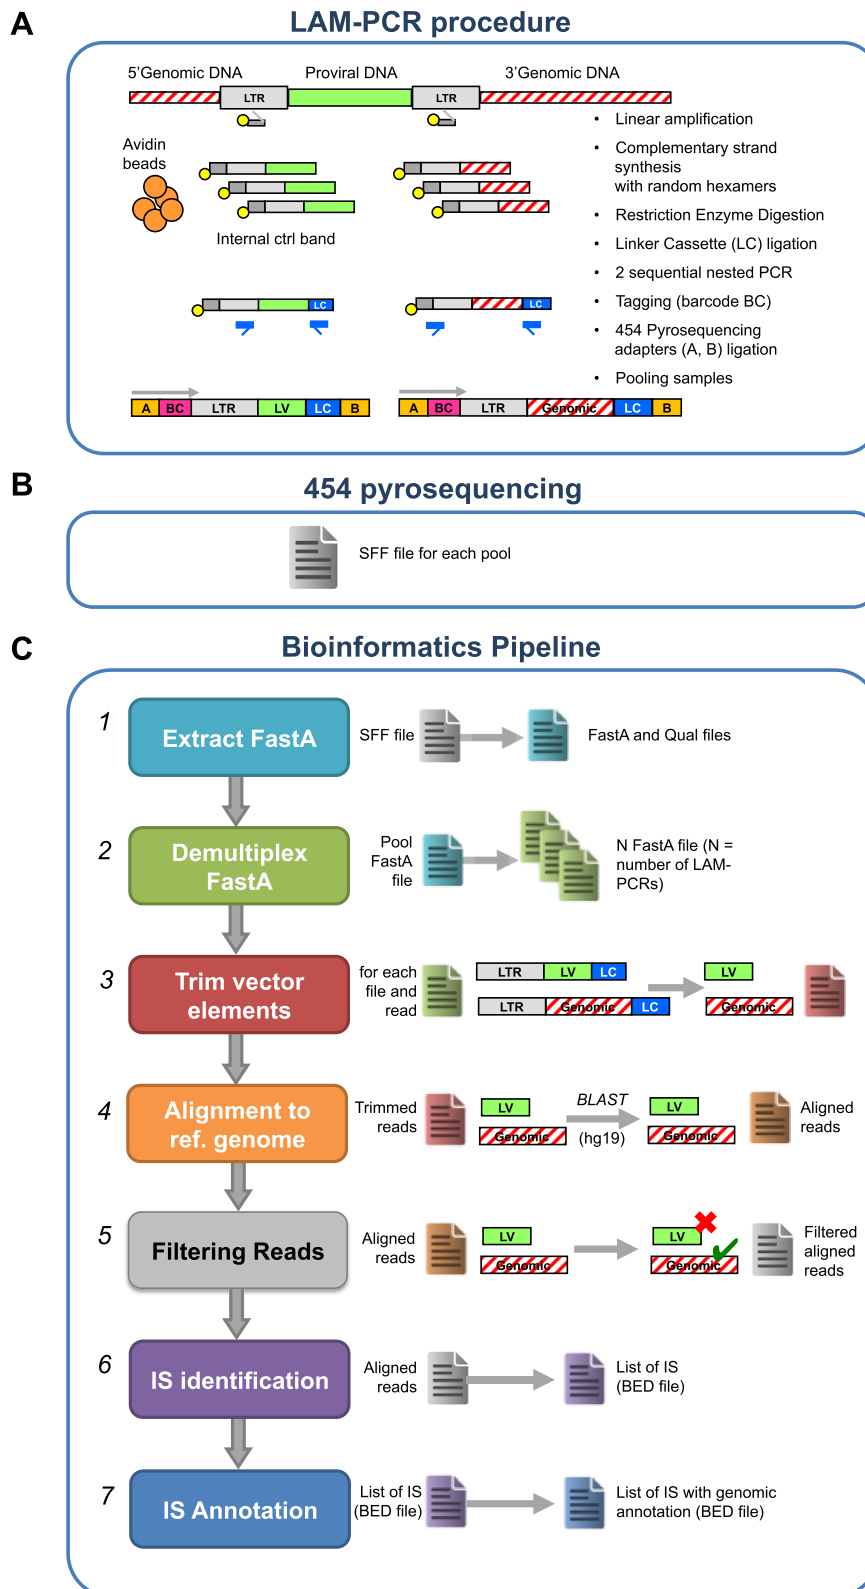 A
LAM-PCR procedure
5'Genomic DNA
Proviral DNA
3'Genomic DNA
LTR
LTR
Avidin
beads
Internal ctrl band
LC
LC
A BC LTR LV LC B
A BC LTR Genomic LC B
• Linear amplification
• Complementary strand
synthesis
with random hexamers
• Restriction Enzyme Digestion
• Linker Cassette (LC) ligation
• 2 sequential nested PCR
• Tagging (barcode BC)
• 454 Pyrosequencing
adapters (A, B) ligation
• Pooling samples
B
454 pyrosequencing
SFF file for each pool
C
Bioinformatics Pipeline
1
Extract FastA
SFF file
FastA and Qual files
2
Demultiplex
FastA
Pool
FastA
file
N FastA file (N =
number of LAM-
PCRs)
3
Trim vector
elements
for each
file and
read
LTR LV LC
LTR Genomic LC
LV
Genomic
4
Alignment to
ref. genome
Trimmed
reads
LV
Genomic
BLAST
(hg19)
LV
Genomic
Aligned
reads
5
Filtering Reads
Aligned
reads
LV
Genomic
LV
Genomic
Filtered
aligned
reads
6
IS identification
Aligned
reads
List of IS
(BED file)
7
IS Annotation
List of IS
(BED file)
List of IS with genomic
annotation (BED file)